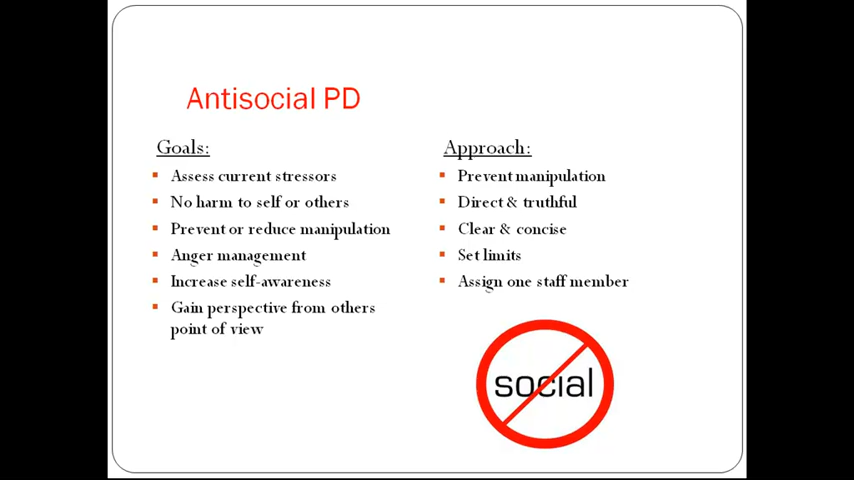 Antisocial PD
Goals:
Assess current stressors
No harm to self or others
Prevent or reduce manipulation
Anger management
Increase self-awareness
Gain perspective from others
point of view
Approach:
Prevent manipulation
Direct & truthful
Clear & concise
Set limits
Assign one staff member
social